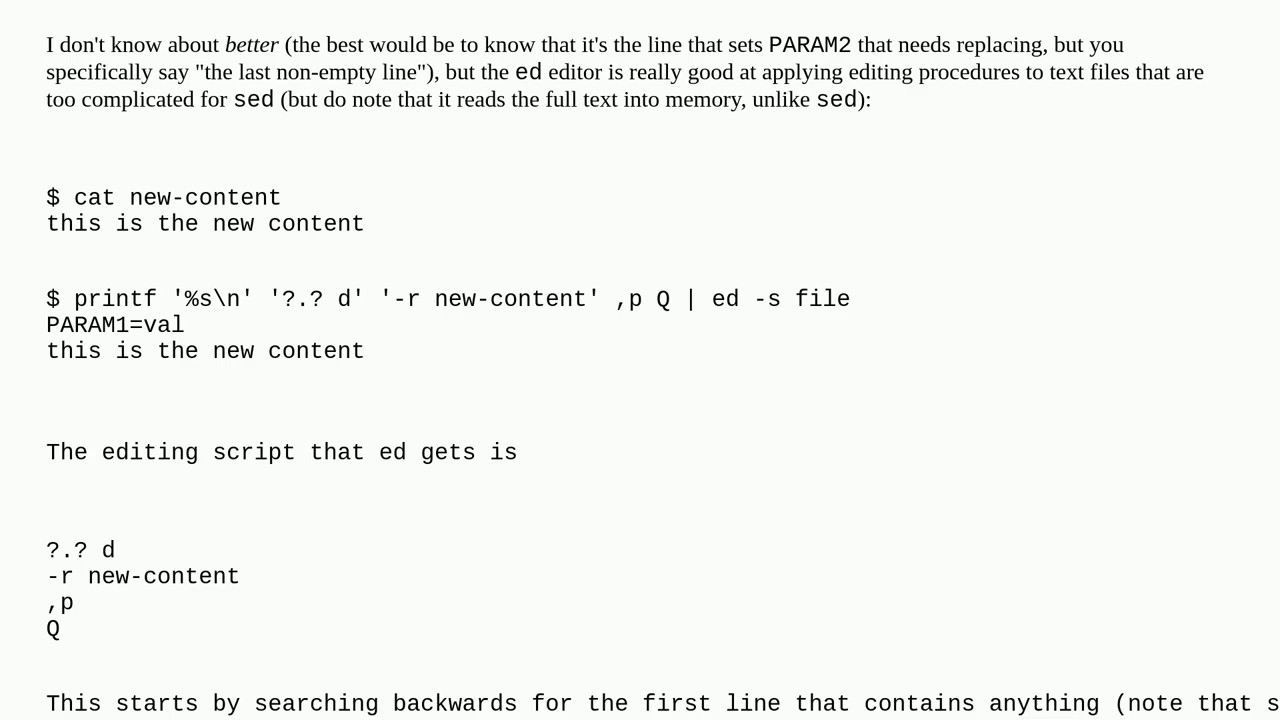 I don't know about better (the best would be to know that it's the line that sets PARAM2 that needs replacing, but you
specifically say "the last non-empty line"), but the ed editor is really good at applying editing procedures to text files that are
too complicated for sed (but do note that it reads the full text into memory, unlike sed):
$ cat new-content
this is the new content
$ printf '%s\n' '?.? d' '-r new-content' ,p Q | ed -s file
PARAM1=val
this is the new content
The editing script that ed gets is
?.? d
-r new-content
,p
Q
This starts by searching backwards for the first line that contains anything (note that s